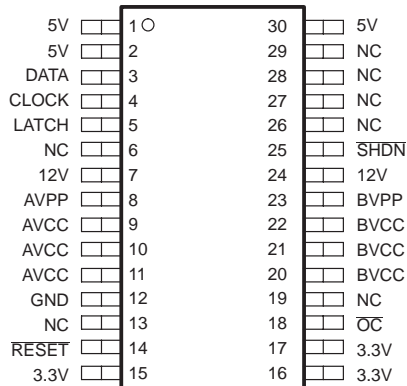 5V 1 30 5V
5V 2 29 NC
DATA 3 28 NC
CLOCK 4 27 NC
LATCH 5 26 NC
NC 6 25 SHDN
12V 7 24 12V
AVPP 8 23 BVPP
AVCC 9 22 BVCC
AVCC 10 21 BVCC
AVCC 11 20 BVCC
GND 12 19 NC
NC 13 18 OC
RESET 14 17 3.3V
3.3V 15 16 3.3V